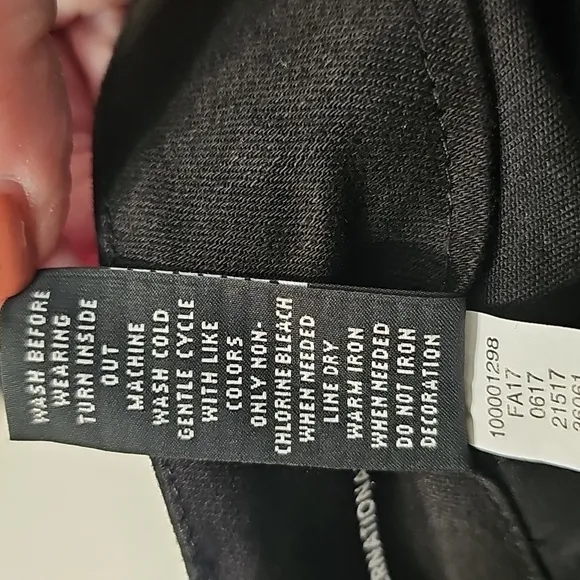 WASH BEFORE
WEARING
TURN INSIDE
OUT
MACHINE
WASH COLD
GENTLE CYCLE
WITH LIKE
COLORS
ONLY NON-
CHLORINE BLEACH
WHEN NEEDED
LINE DRY
WARM IRON
WHEN NEEDED
DO NOT IRON
DECORATION
100001298
FA17
0617
21517